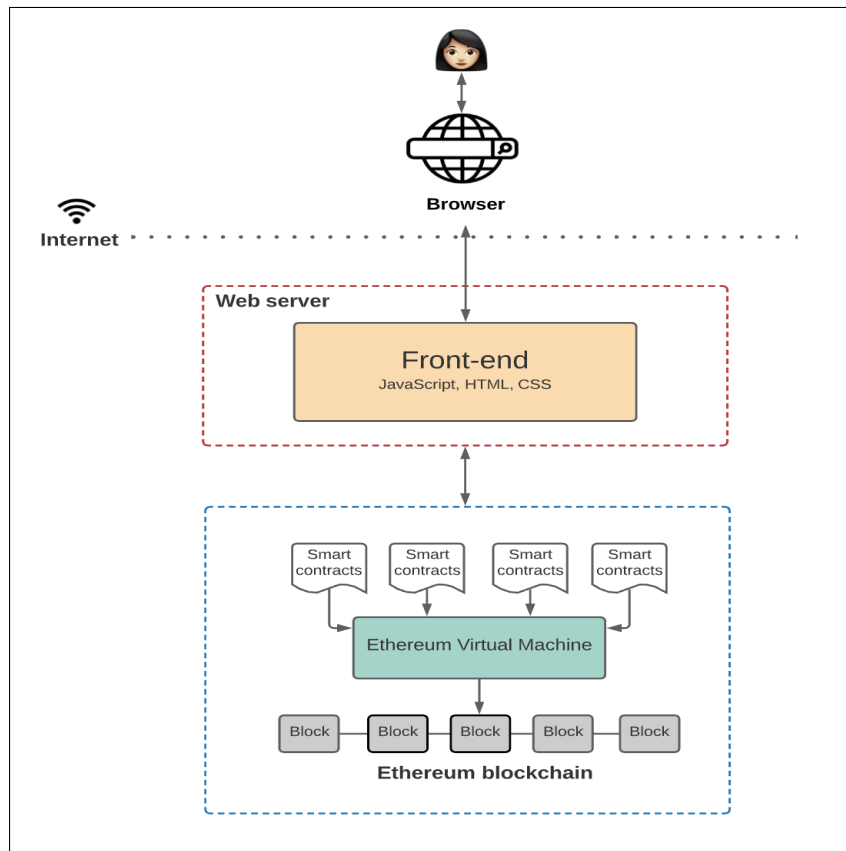 Browser
Internet
Web server
Front-end
JavaScript, HTML, CSS
Smart
contracts
Smart
contracts
Smart
contracts
Smart
contracts
Ethereum Virtual Machine
Block
Block
Block
Block
Block
Ethereum blockchain